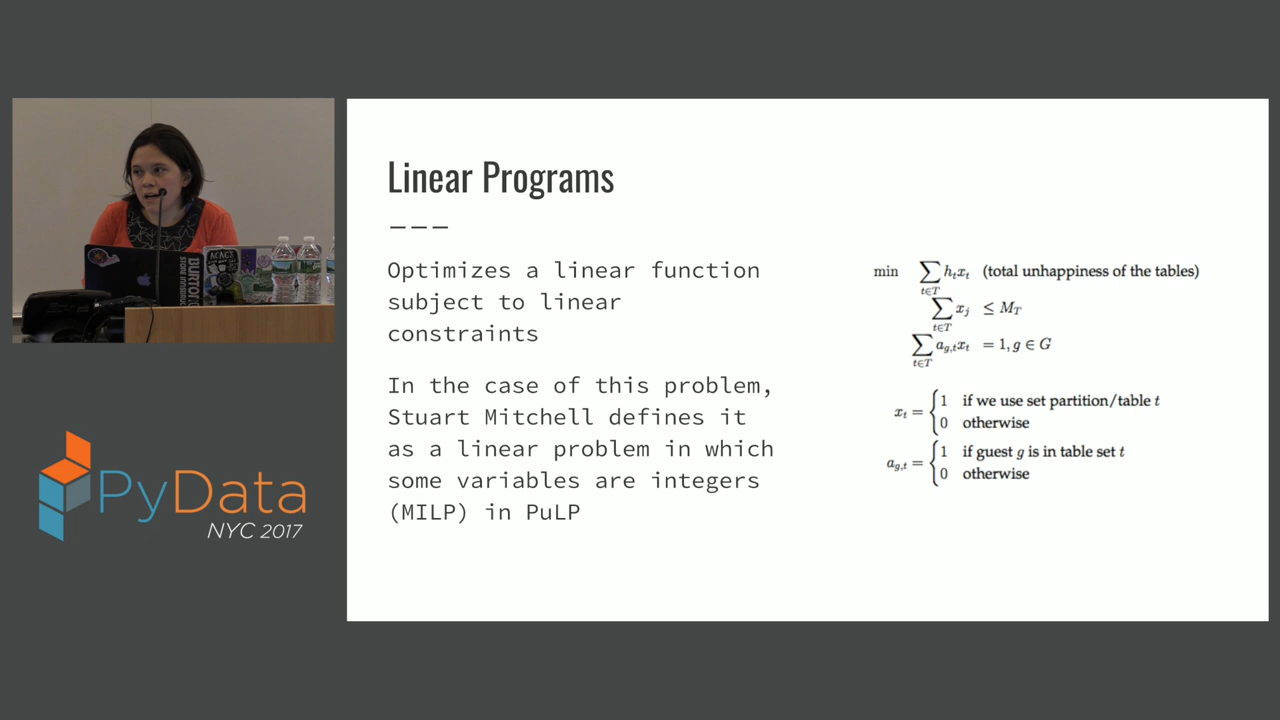 Linear Programs
Optimizes a linear function
subject to linear
constraints
In the case of this problem,
Stuart Mitchell defines it
as a linear problem in which
some variables are integers
(MILP) in PuLP
min ∑_{t∈T} h_t x_t (total unhappiness of the tables)
∑_{t∈T} x_j ≤ M_T
∑_{t∈T} a_{g,t} x_t = 1, g ∈ G
x_t = { 1 if we use set partition/table t
0 otherwise
a_{g,t} = { 1 if guest g is in table set t
0 otherwise
BURTON
PyData
NYC 2017